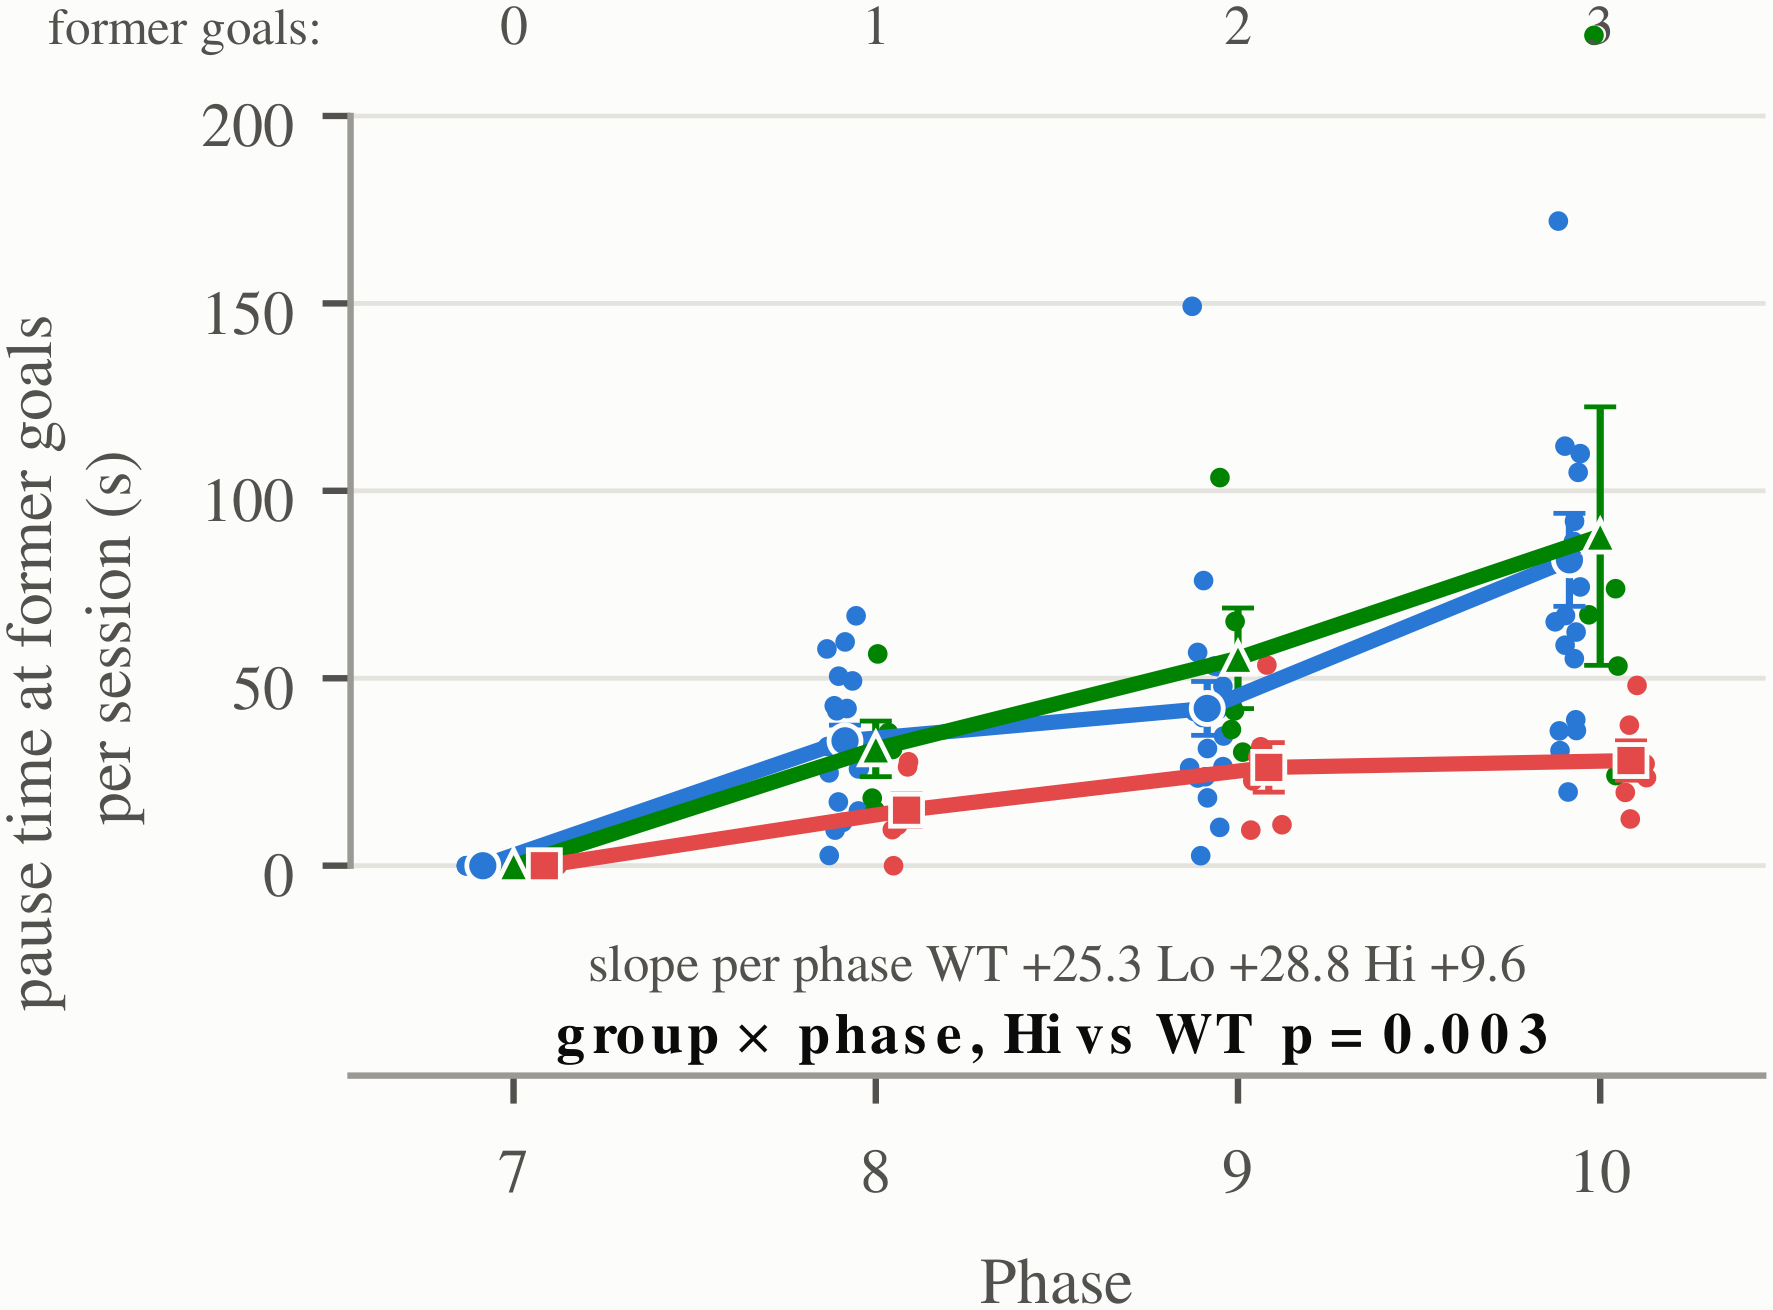 former goals: 0 1 2 3
200
150
100
50
0
pause time at former goals
per session (s)
slope per phase WT +25.3 Lo +28.8 Hi +9.6
group × phase, Hi vs WT p = 0.003
7 8 9 10
Phase